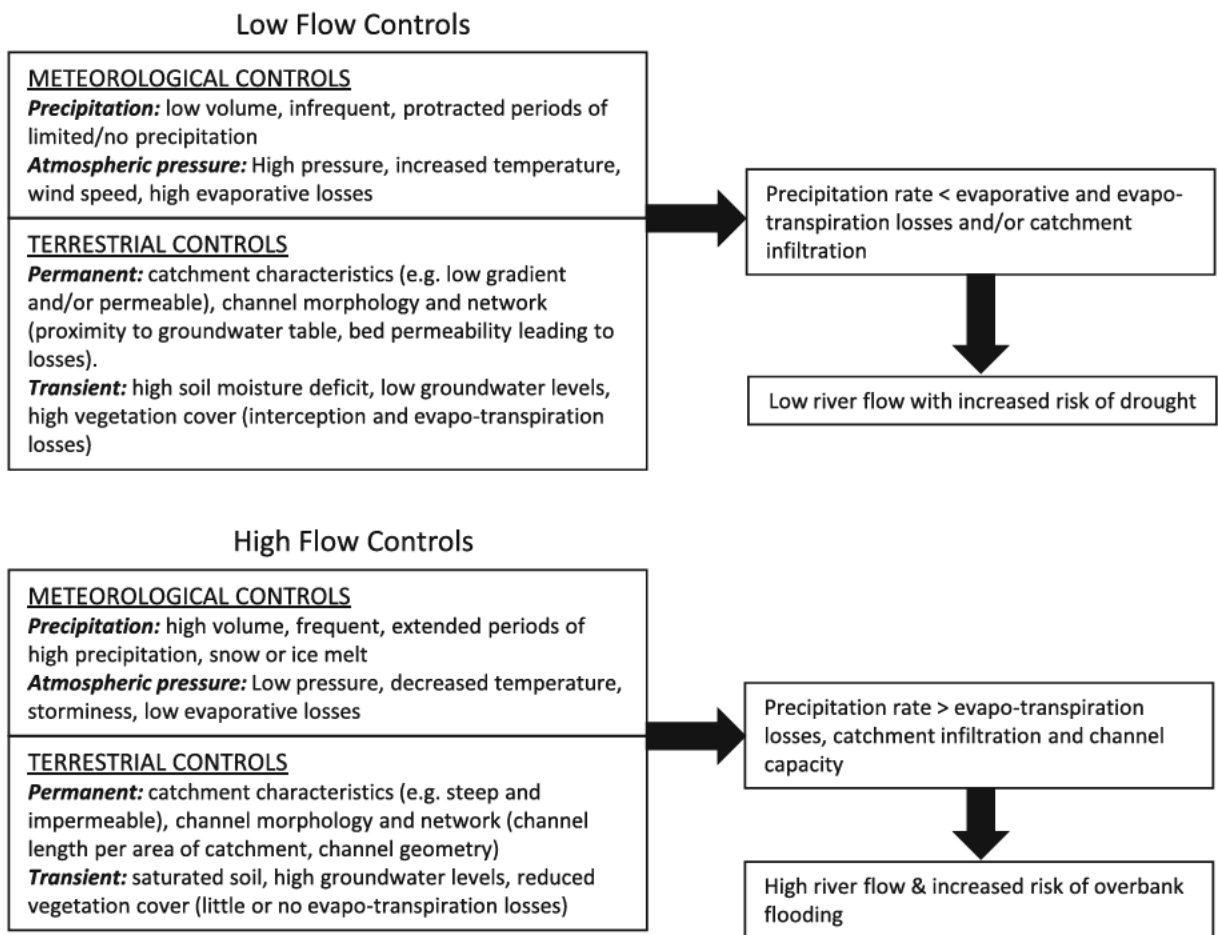 Low Flow Controls
METEOROLOGICAL CONTROLS
Precipitation: low volume, infrequent, protracted periods of
limited/no precipitation
Atmospheric pressure: High pressure, increased temperature,
wind speed, high evaporative losses
TERRESTRIAL CONTROLS
Permanent: catchment characteristics (e.g. low gradient
and/or permeable), channel morphology and network
(proximity to groundwater table, bed permeability leading to
losses).
Transient: high soil moisture deficit, low groundwater levels,
high vegetation cover (interception and evapo-transpiration
losses)
Precipitation rate < evaporative and evapo-
transpiration losses and/or catchment
infiltration
Low river flow with increased risk of drought
High Flow Controls
METEOROLOGICAL CONTROLS
Precipitation: high volume, frequent, extended periods of
high precipitation, snow or ice melt
Atmospheric pressure: Low pressure, decreased temperature,
storminess, low evaporative losses
TERRESTRIAL CONTROLS
Permanent: catchment characteristics (e.g. steep and
impermeable), channel morphology and network (channel
length per area of catchment, channel geometry)
Transient: saturated soil, high groundwater levels, reduced
vegetation cover (little or no evapo-transpiration losses)
Precipitation rate > evapo-transpiration
losses, catchment infiltration and channel
capacity
High river flow & increased risk of overbank
flooding